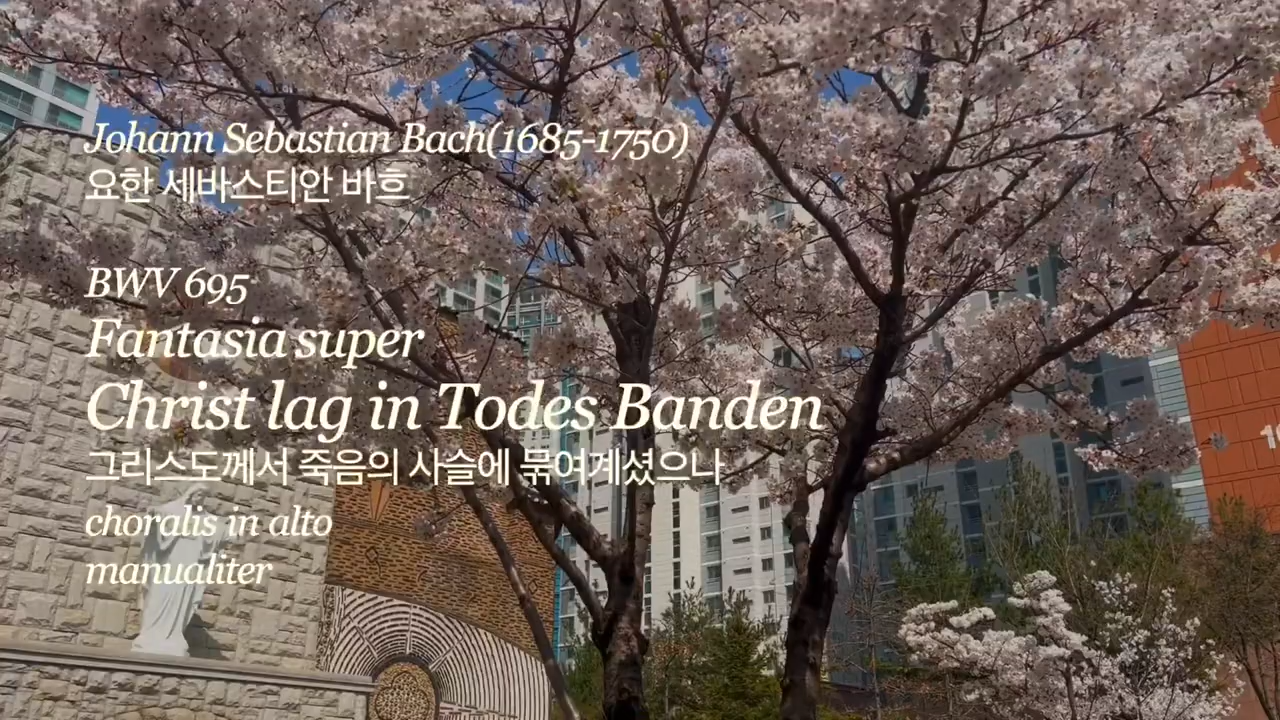 Johann Sebastian Bach(1685-1750)
요한 세바스티안 바흐
BWV 695
Fantasia super
Christ lag in Todes Banden
그리스도께서 죽음의 사슬에 묶여계셨으나
choralis in alto
manualiter